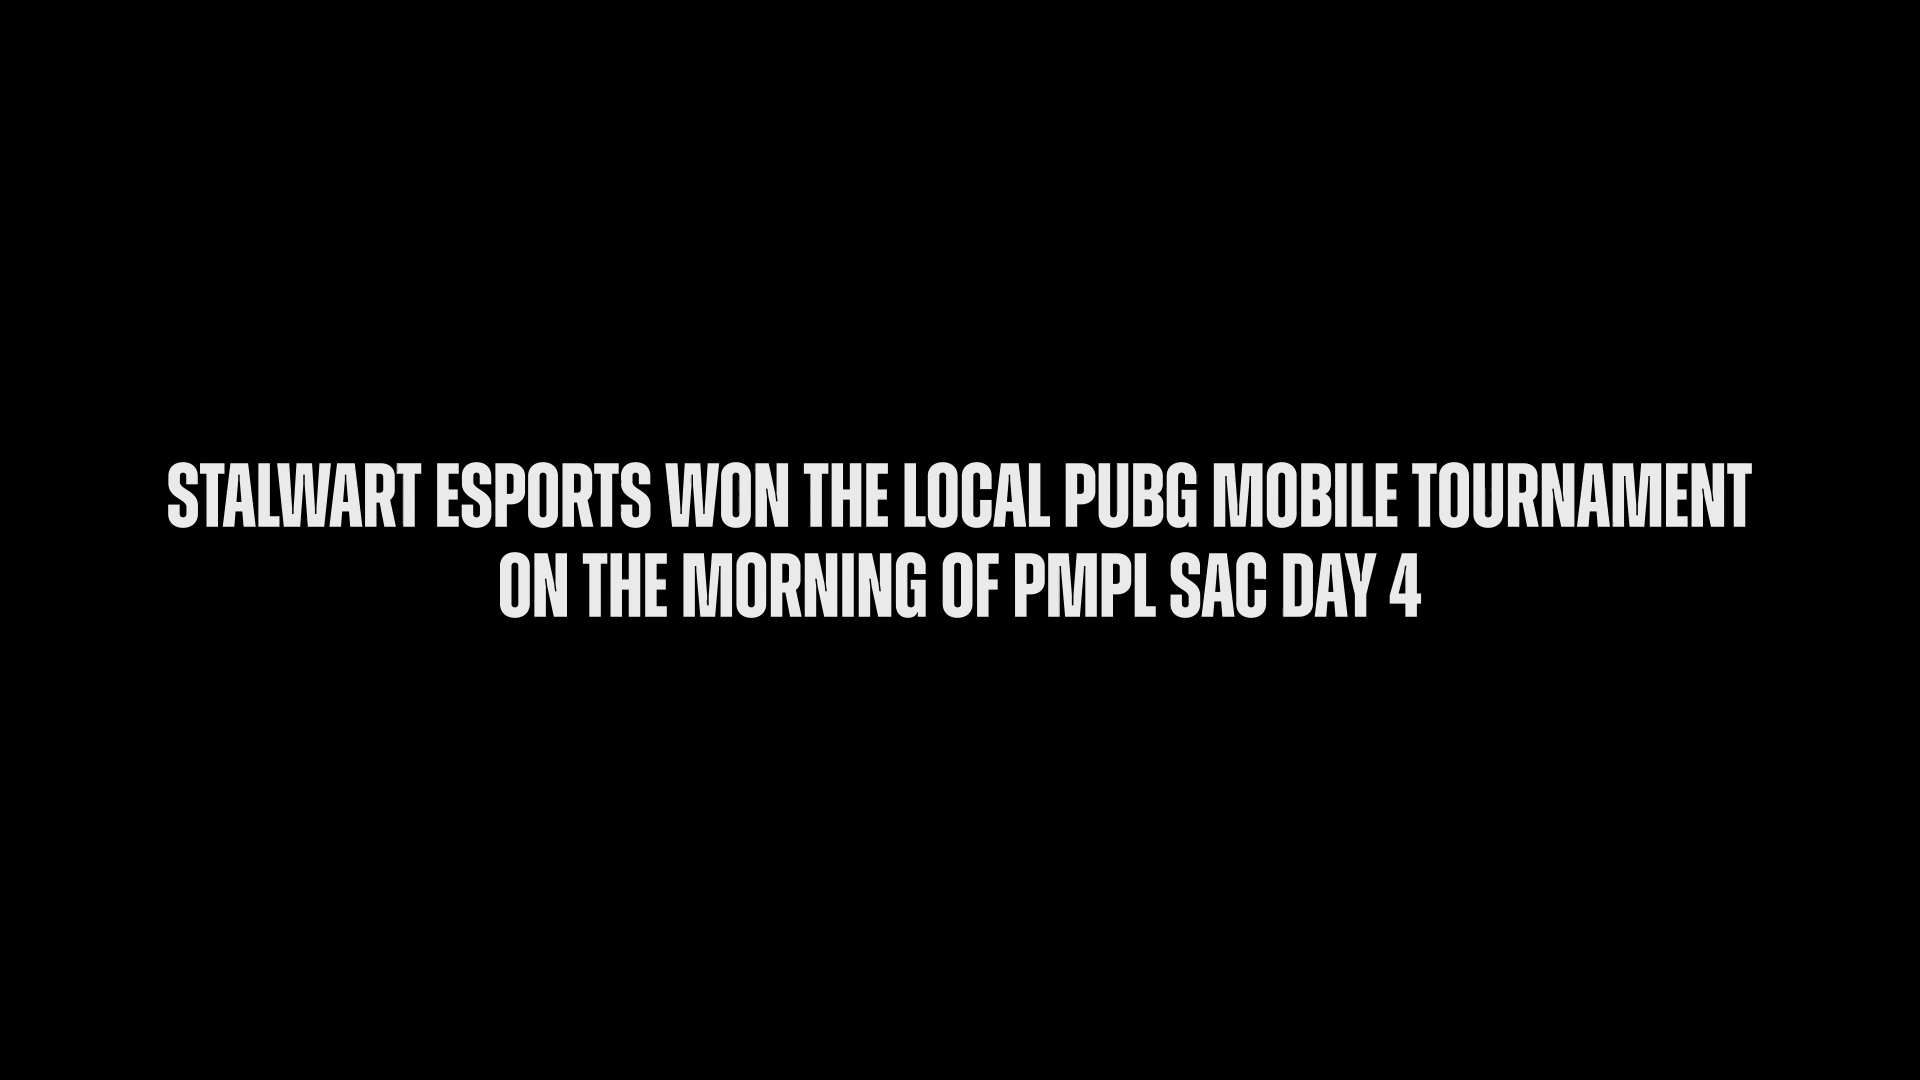 STALWART ESPORTS WON THE LOCAL PUBG MOBILE TOURNAMENT
ON THE MORNING OF PMPL SAC DAY 4